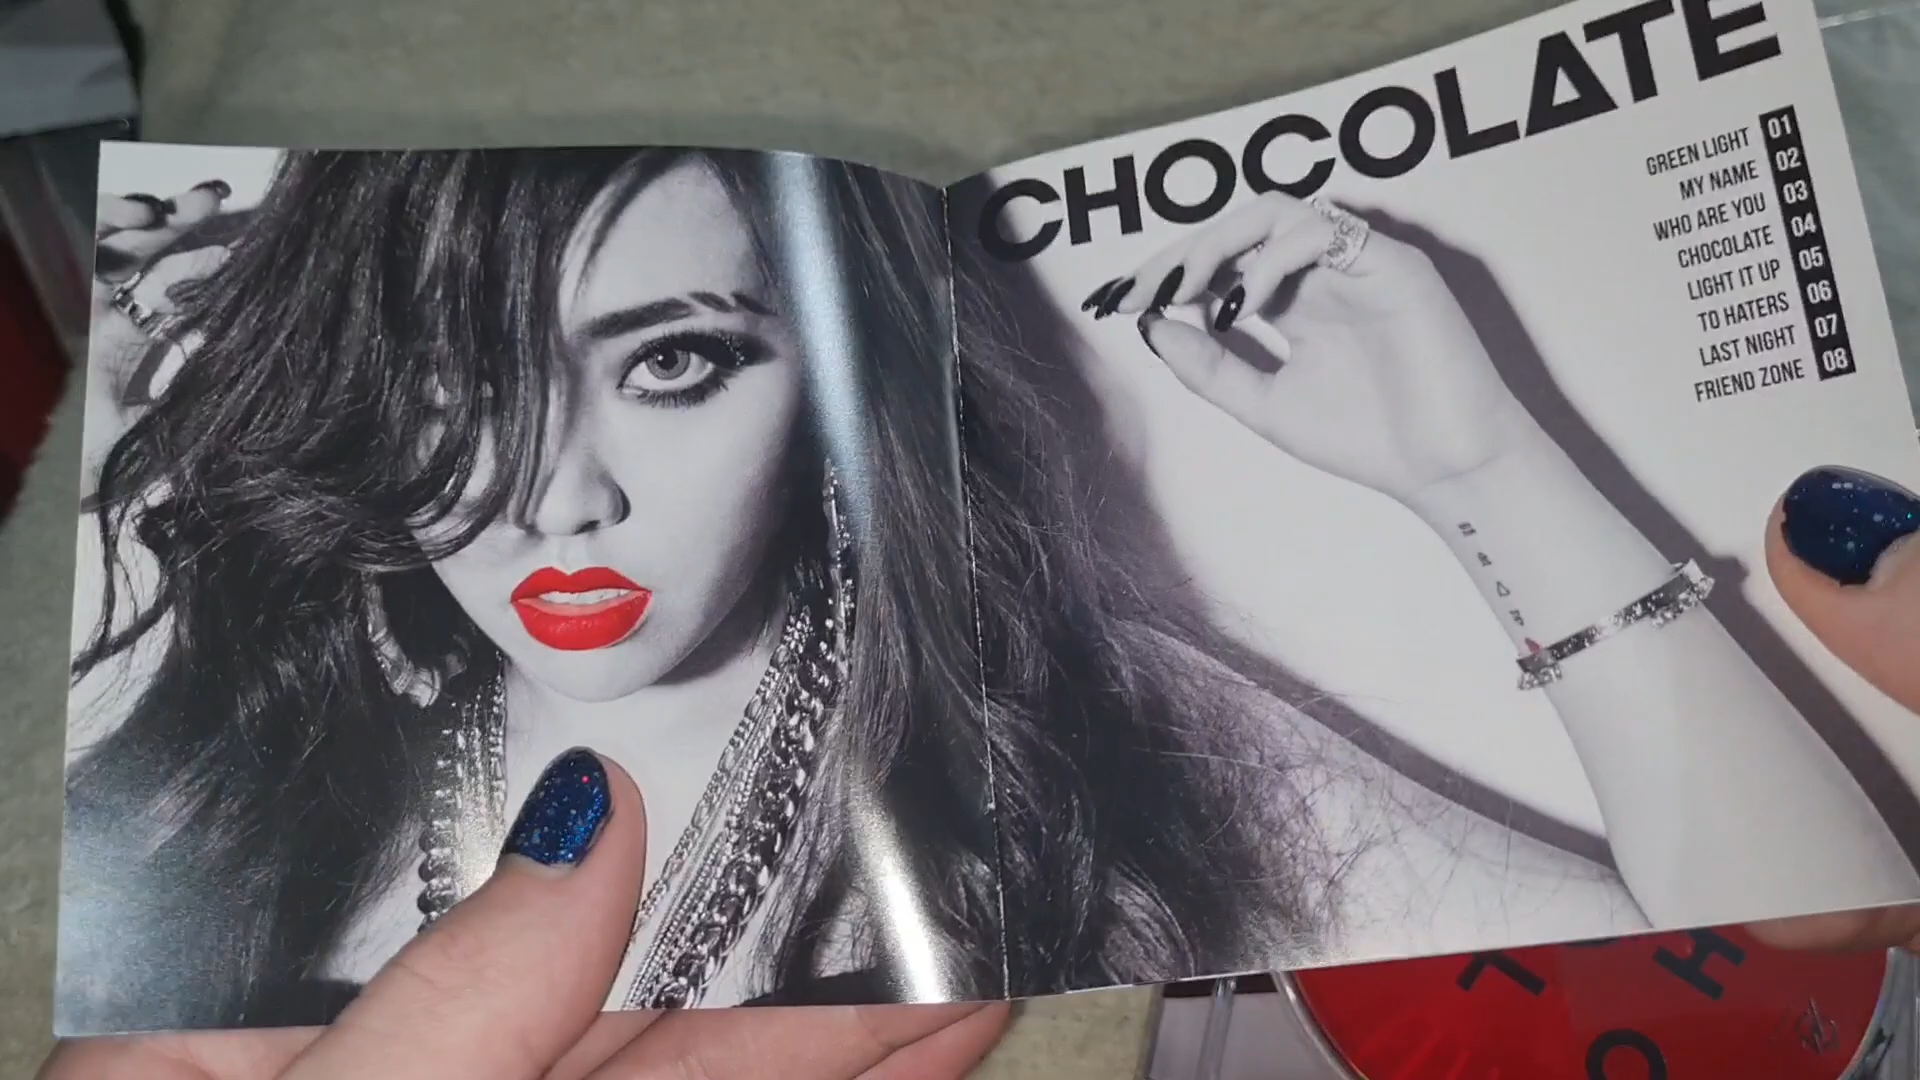 CHOCOLATE
GREEN LIGHT 01
MY NAME 02
WHO ARE YOU 03
CHOCOLATE 04
LIGHT IT UP 05
TO HATERS 06
LAST NIGHT 07
FRIEND ZONE 08
H
O